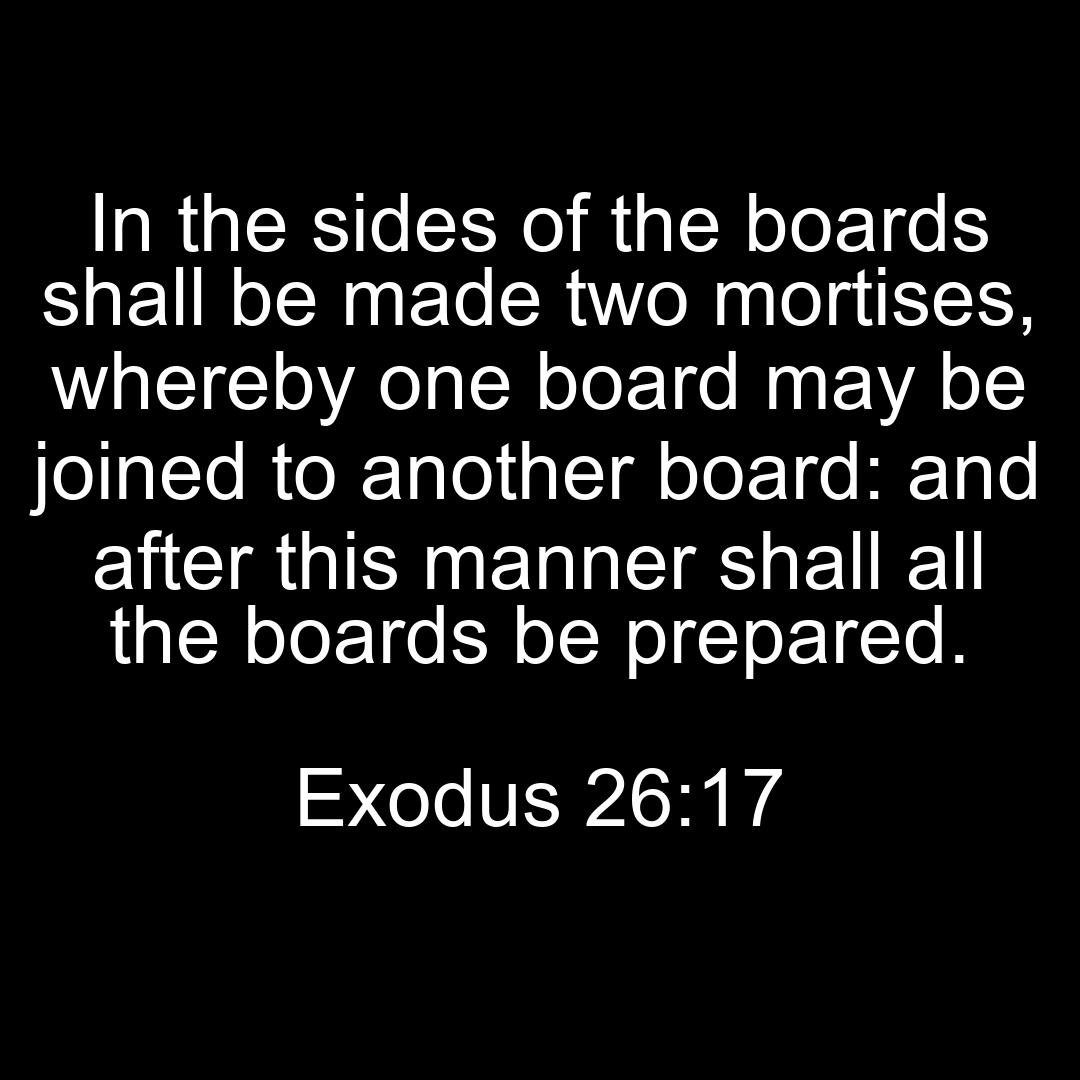 In the sides of the boards
shall be made two mortises,
whereby one board may be
joined to another board: and
after this manner shall all
the boards be prepared.
Exodus 26:17